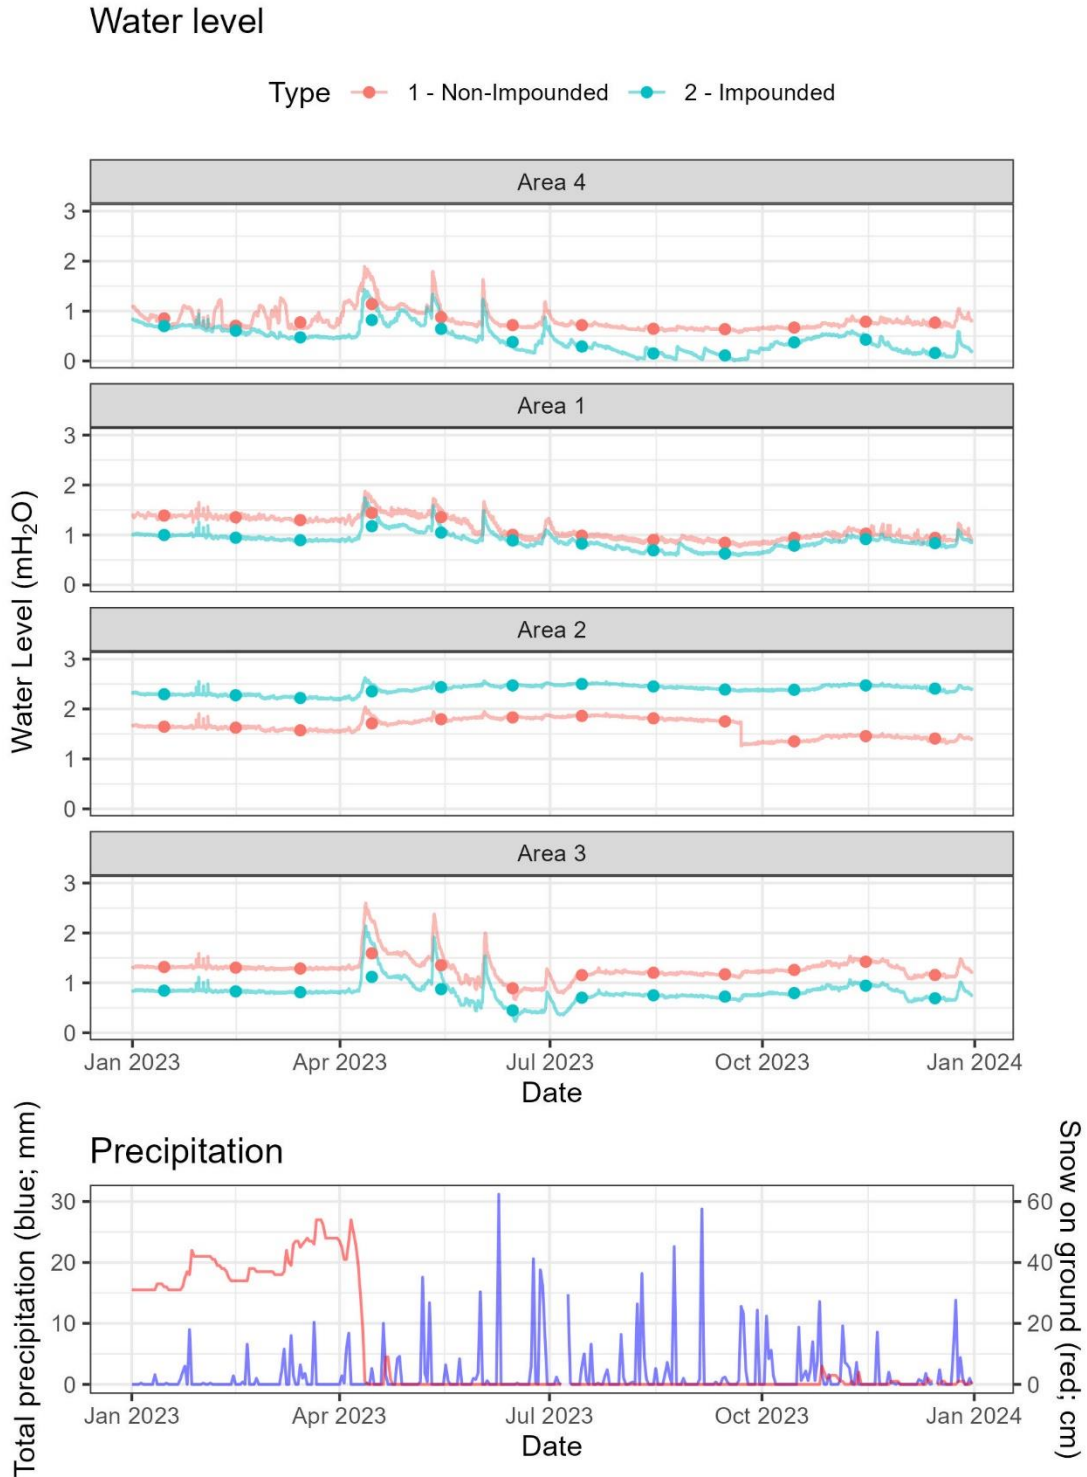 Water level
Type 1 - Non-Impounded 2 - Impounded
Water Level (mH₂O)
Area 4
3
2
1
0
Area 1
3
2
1
0
Area 2
3
2
1
0
Area 3
3
2
1
0
Jan 2023 Apr 2023 Jul 2023 Oct 2023 Jan 2024
Date
Precipitation
Total precipitation (blue; mm)
30
20
10
0
60
40
20
0
Snow on ground (red; cm)
Jan 2023 Apr 2023 Jul 2023 Oct 2023 Jan 2024
Date